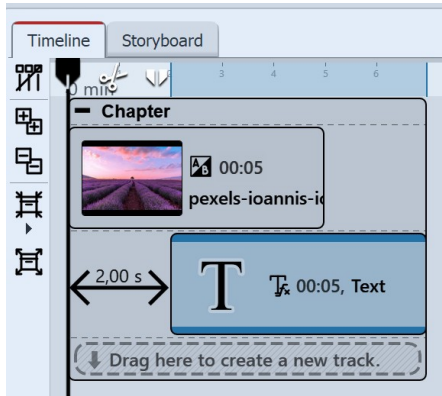 Timeline Storyboard
0 min 3 4 5 6
Chapter
A B 00:05
pexels-ioannis-i
2,00 s
T Tfx 00:05, Text
Drag here to create a new track.